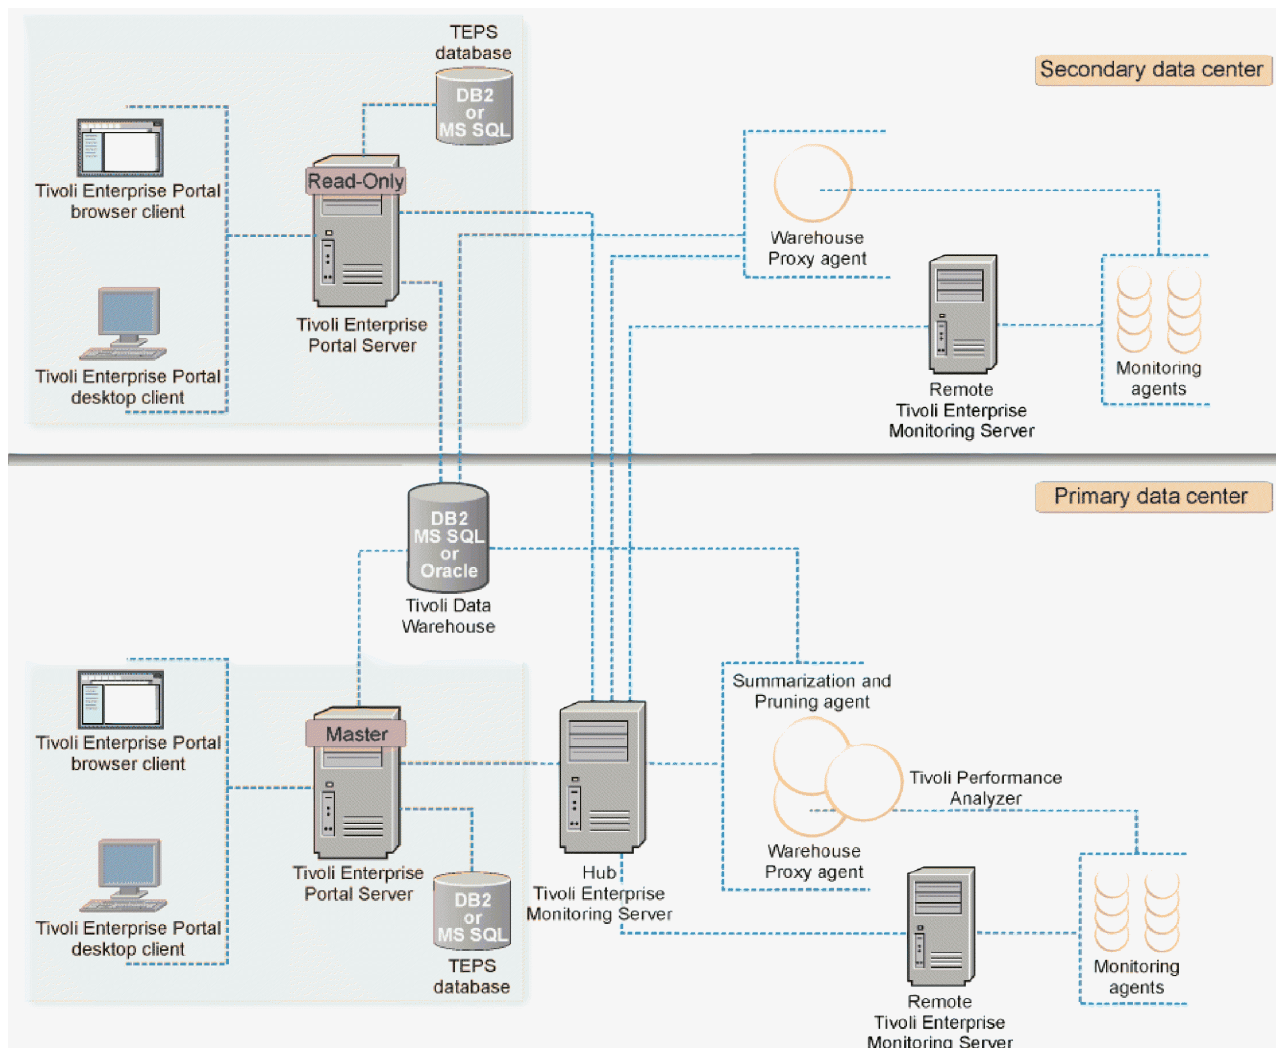 TEPS
database
DB2
or
MS SQL
Secondary data center
Read-Only
Tivoli Enterprise Portal
browser client
Tivoli Enterprise
Portal Server
Tivoli Enterprise Portal
desktop client
Warehouse
Proxy agent
Remote
Tivoli Enterprise
Monitoring Server
Monitoring
agents
Primary data center
DB2
MS SQL
or
Oracle
Tivoli Data
Warehouse
Summarization and
Pruning agent
Master
Tivoli Enterprise Portal
browser client
Tivoli Performance
Analyzer
Warehouse
Proxy agent
Tivoli Enterprise
Portal Server
Hub
Tivoli Enterprise
Monitoring Server
DB2
or
MS SQL
Tivoli Enterprise Portal
desktop client
TEPS
database
Monitoring
agents
Remote
Tivoli Enterprise
Monitoring Server